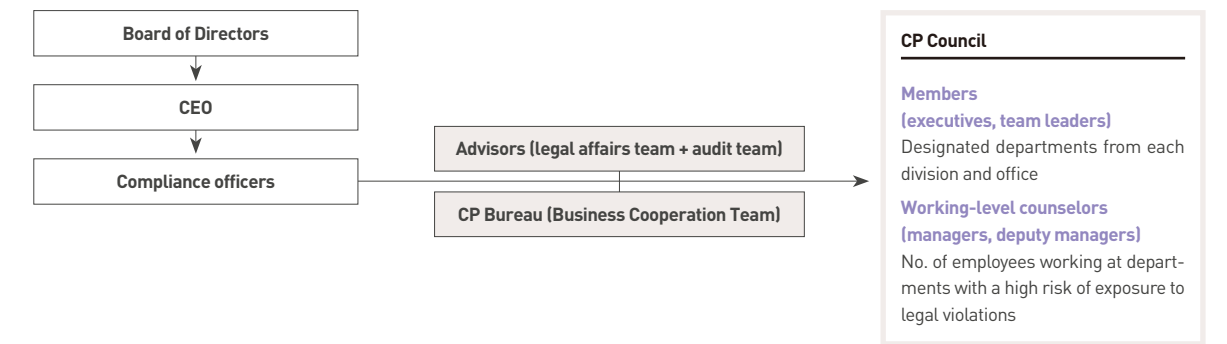 Board of Directors
CEO
Compliance officers
Advisors (legal affairs team + audit team)
CP Bureau (Business Cooperation Team)
CP Council
Members
(executives, team leaders)
Designated departments from each
division and office
Working-level counselors
(managers, deputy managers)
No. of employees working at depart-
ments with a high risk of exposure to
legal violations